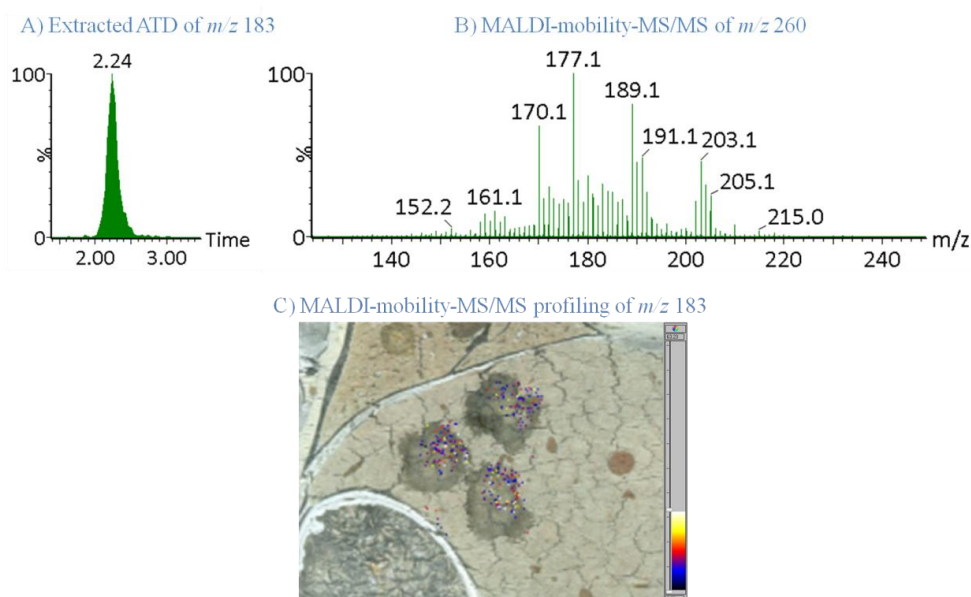 A) Extracted ATD of m/z 183
B) MALDI-mobility-MS/MS of m/z 260
2.24
100
%
0
2.00 3.00
Time
100
%
0
177.1
189.1
170.1
191.1
203.1
205.1
161.1
152.2
215.0
140 160 180 200 220 240
m/z
C) MALDI-mobility-MS/MS profiling of m/z 183